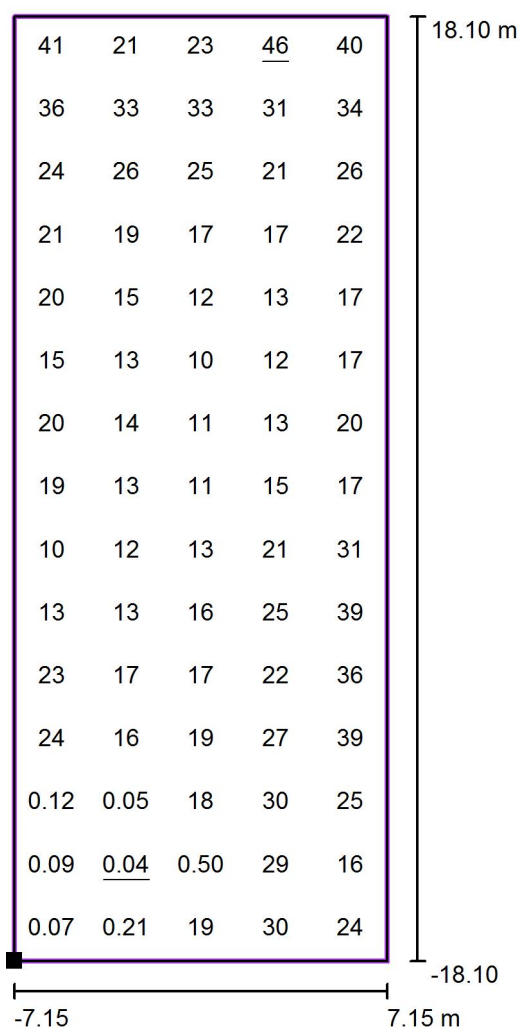 41 21 23 46 40 18.10 m
36 33 33 31 34
24 26 25 21 26
21 19 17 17 22
20 15 12 13 17
15 13 10 12 17
20 14 11 13 20
19 13 11 15 17
10 12 13 21 31
13 13 16 25 39
23 17 17 22 36
24 16 19 27 39
0.12 0.05 18 30 25
0.09 0.04 0.50 29 16
0.07 0.21 19 30 24
-18.10
-7.15 7.15 m